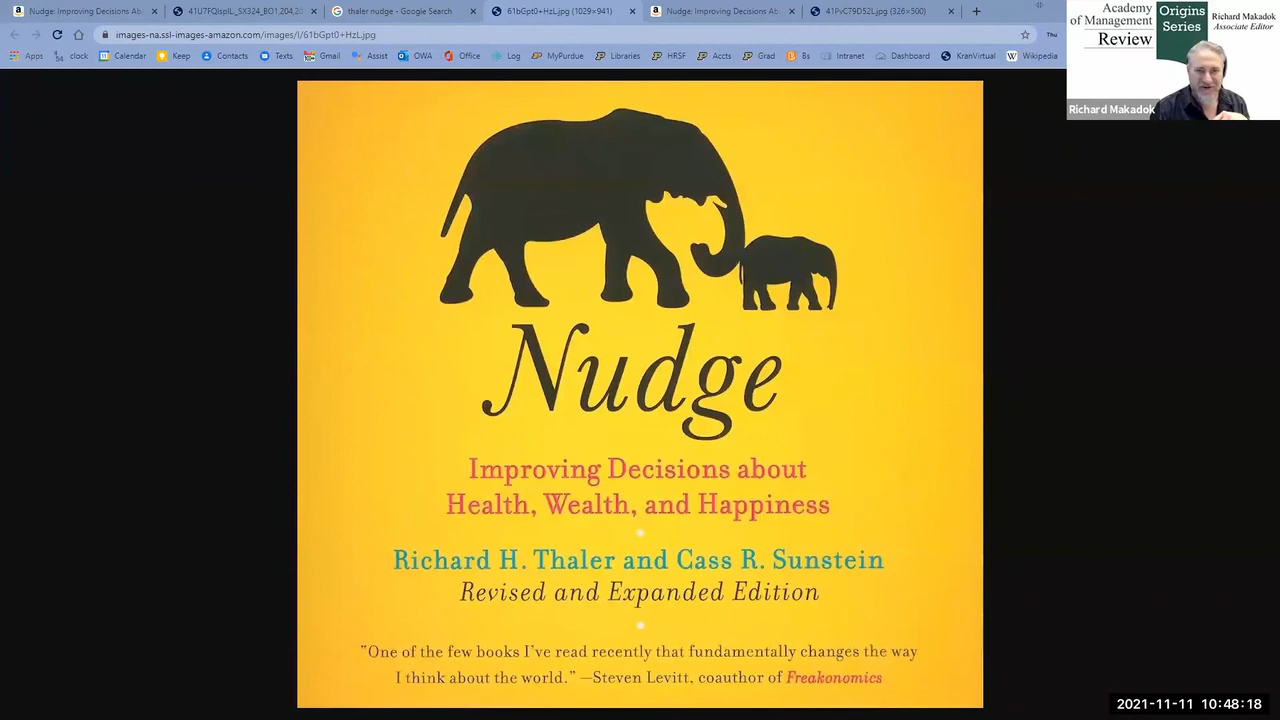 Nudge: Improving Decisions Ab
41U7FQIspIL_SX324_BO1,204,20
thaler nudge - Google Search
61bGpt0+HzL.jpg (1029×941)
Nudge: Improving Decisions Ab
41PvC79D52L.jpg (326×500)
images-na.ssl-images-amazon.com/images/I/61bGpt0+HzL.jpg
Thu
Apps
54
clock
Calendar
Keep
Contacts
Texts
Gmail
Assist
OWA
Office
Log
MyPurdue
Libraries
HRSF
Accts
Grad
Bs
Intranet
Dashboard
KranVirtual
Wikipedia
Academy
of Management
Review
Origins
Series
Richard Makadok
Associate Editor
Richard Makadok
Nudge
Improving Decisions about
Health, Wealth, and Happiness
Richard H. Thaler and Cass R. Sunstein
Revised and Expanded Edition
"One of the few books I've read recently that fundamentally changes the way
I think about the world." —Steven Levitt, coauthor of Freakonomics
2021-11-11 10:48:18